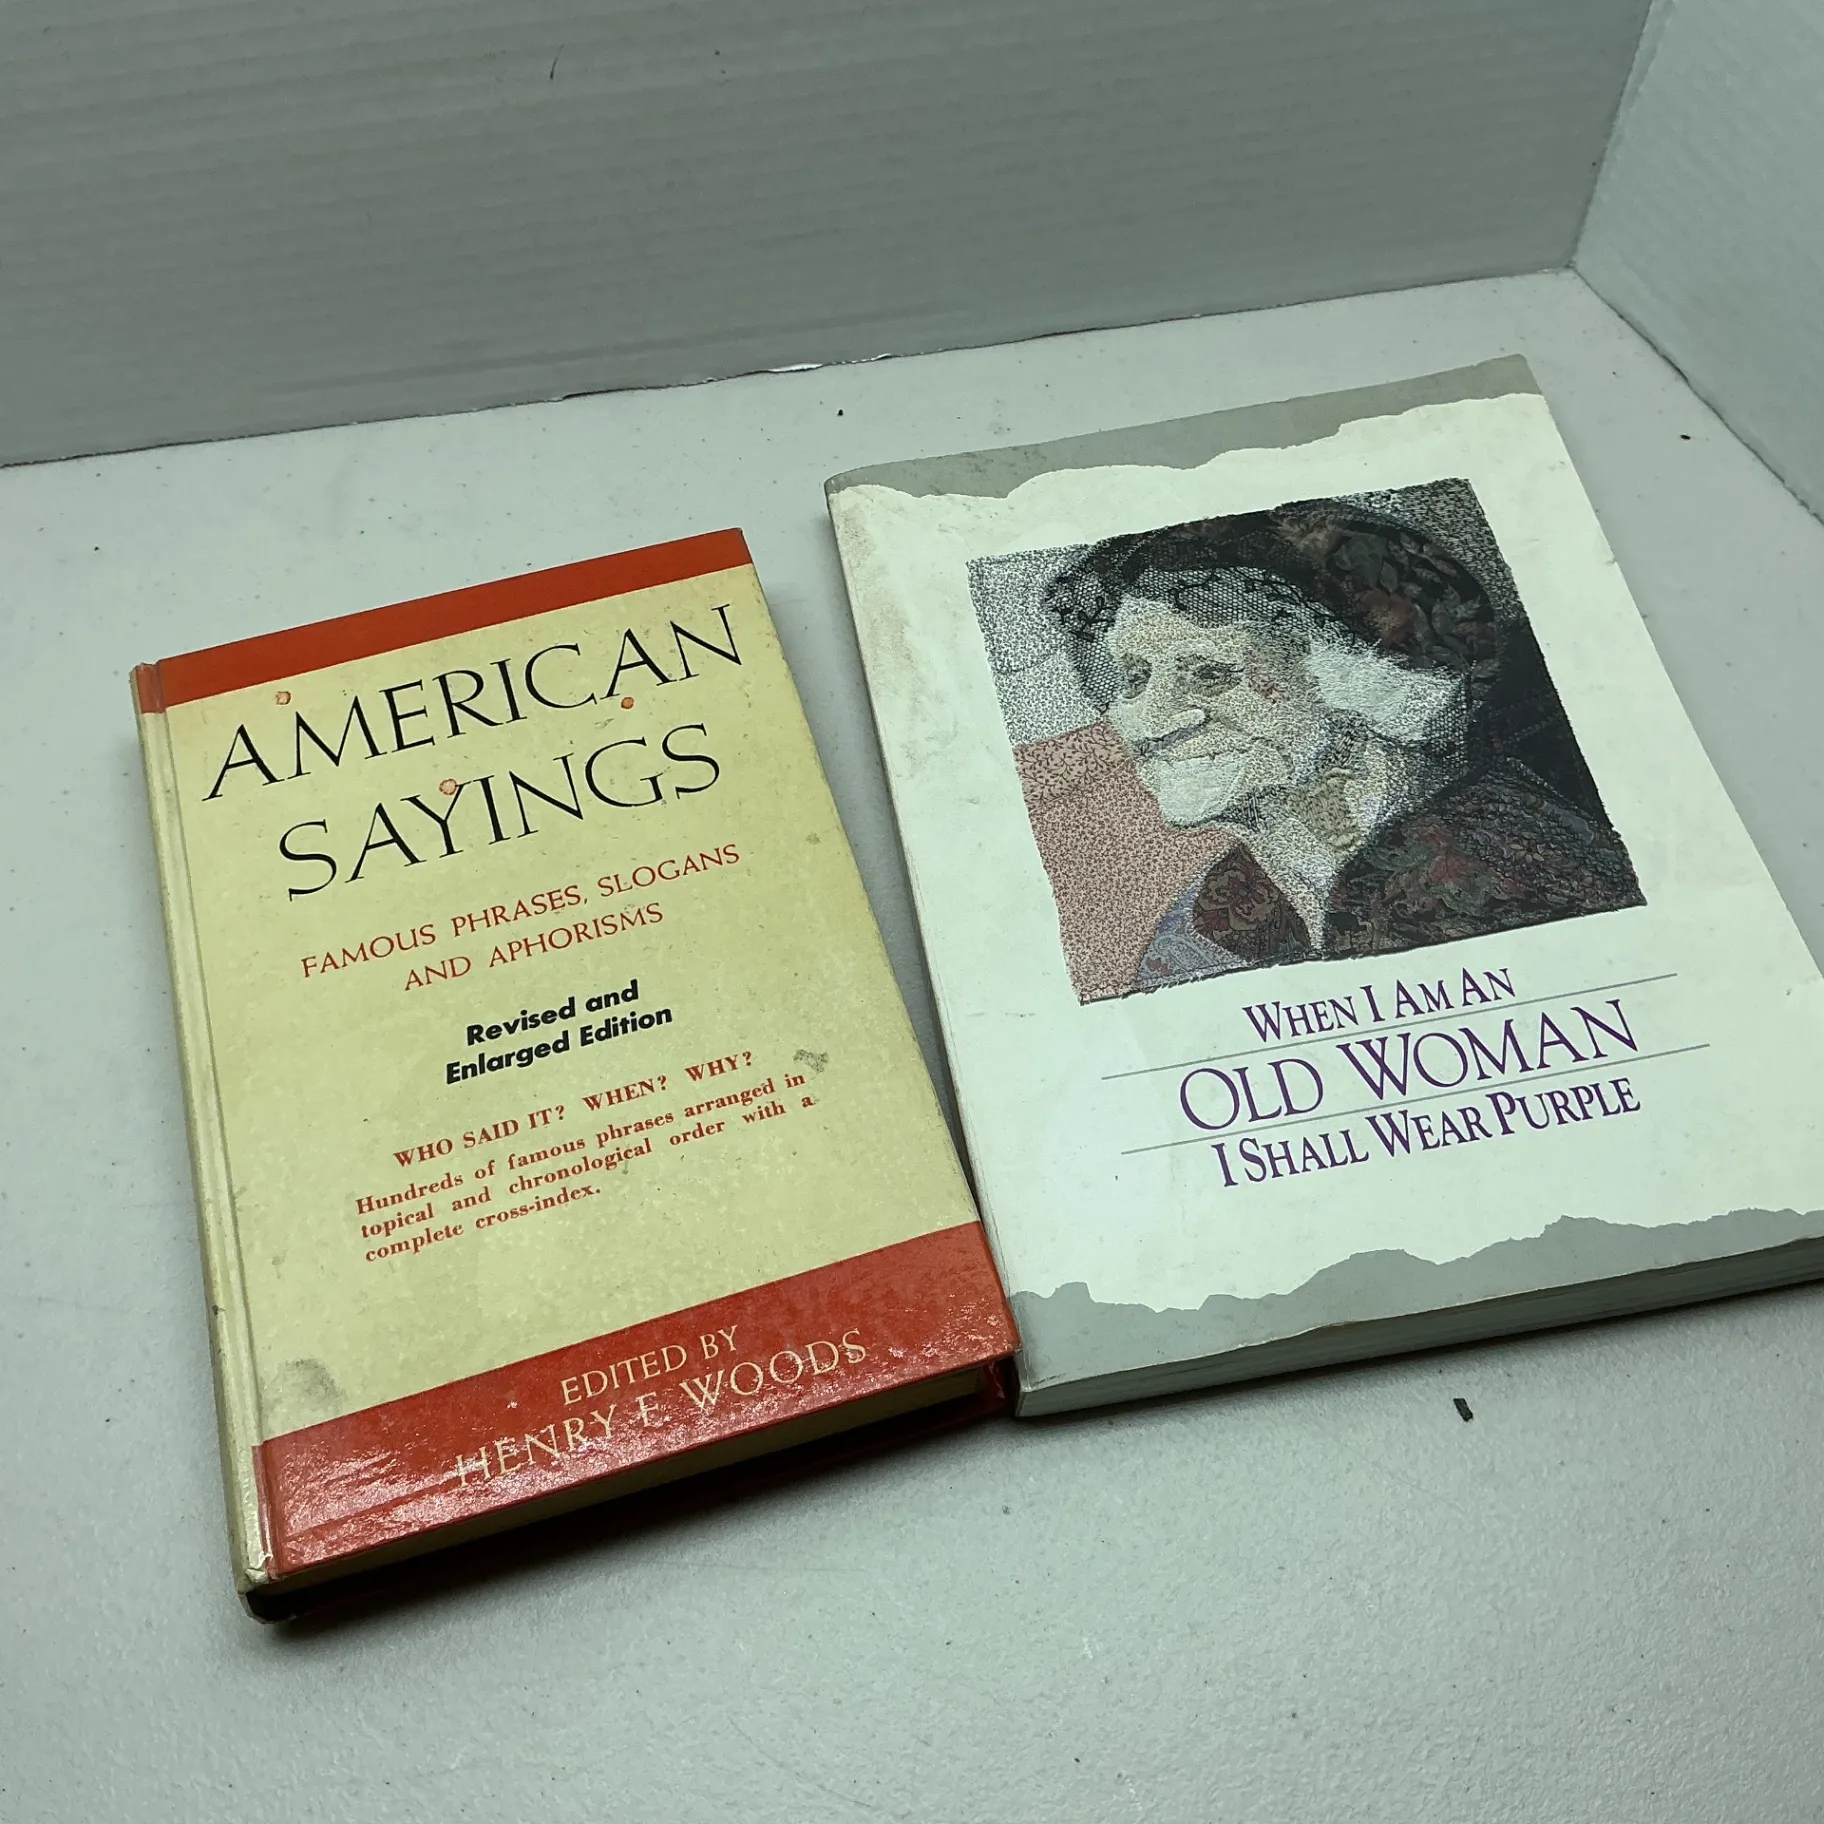 AMERICAN
SAYINGS
FAMOUS PHRASES, SLOGANS
AND APHORISMS
Revised and
Enlarged Edition
WHO SAID IT? WHEN? WHY?
Hundreds of famous phrases arranged in
topical and chronological order with a
complete cross-index.
EDITED BY
HENRY F WOODS
WHEN I AM AN
OLD WOMAN
I SHALL WEAR PURPLE